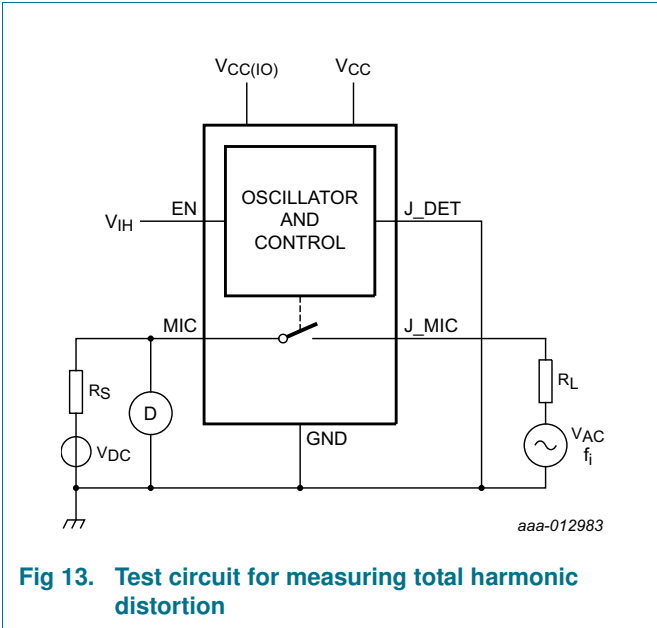 VCC(IO)
VCC
OSCILLATOR
AND
CONTROL
EN
J_DET
VIH
MIC
J_MIC
RS
D
VDC
GND
RL
VAC
fi
aaa-012983
Fig 13. Test circuit for measuring total harmonic
distortion